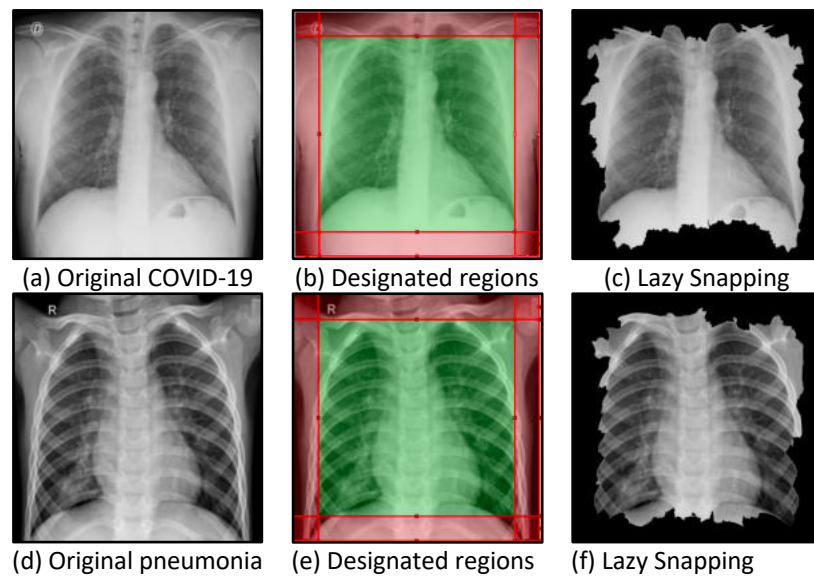 (a) Original COVID-19 (b) Designated regions (c) Lazy Snapping
R R
(d) Original pneumonia (e) Designated regions (f) Lazy Snapping